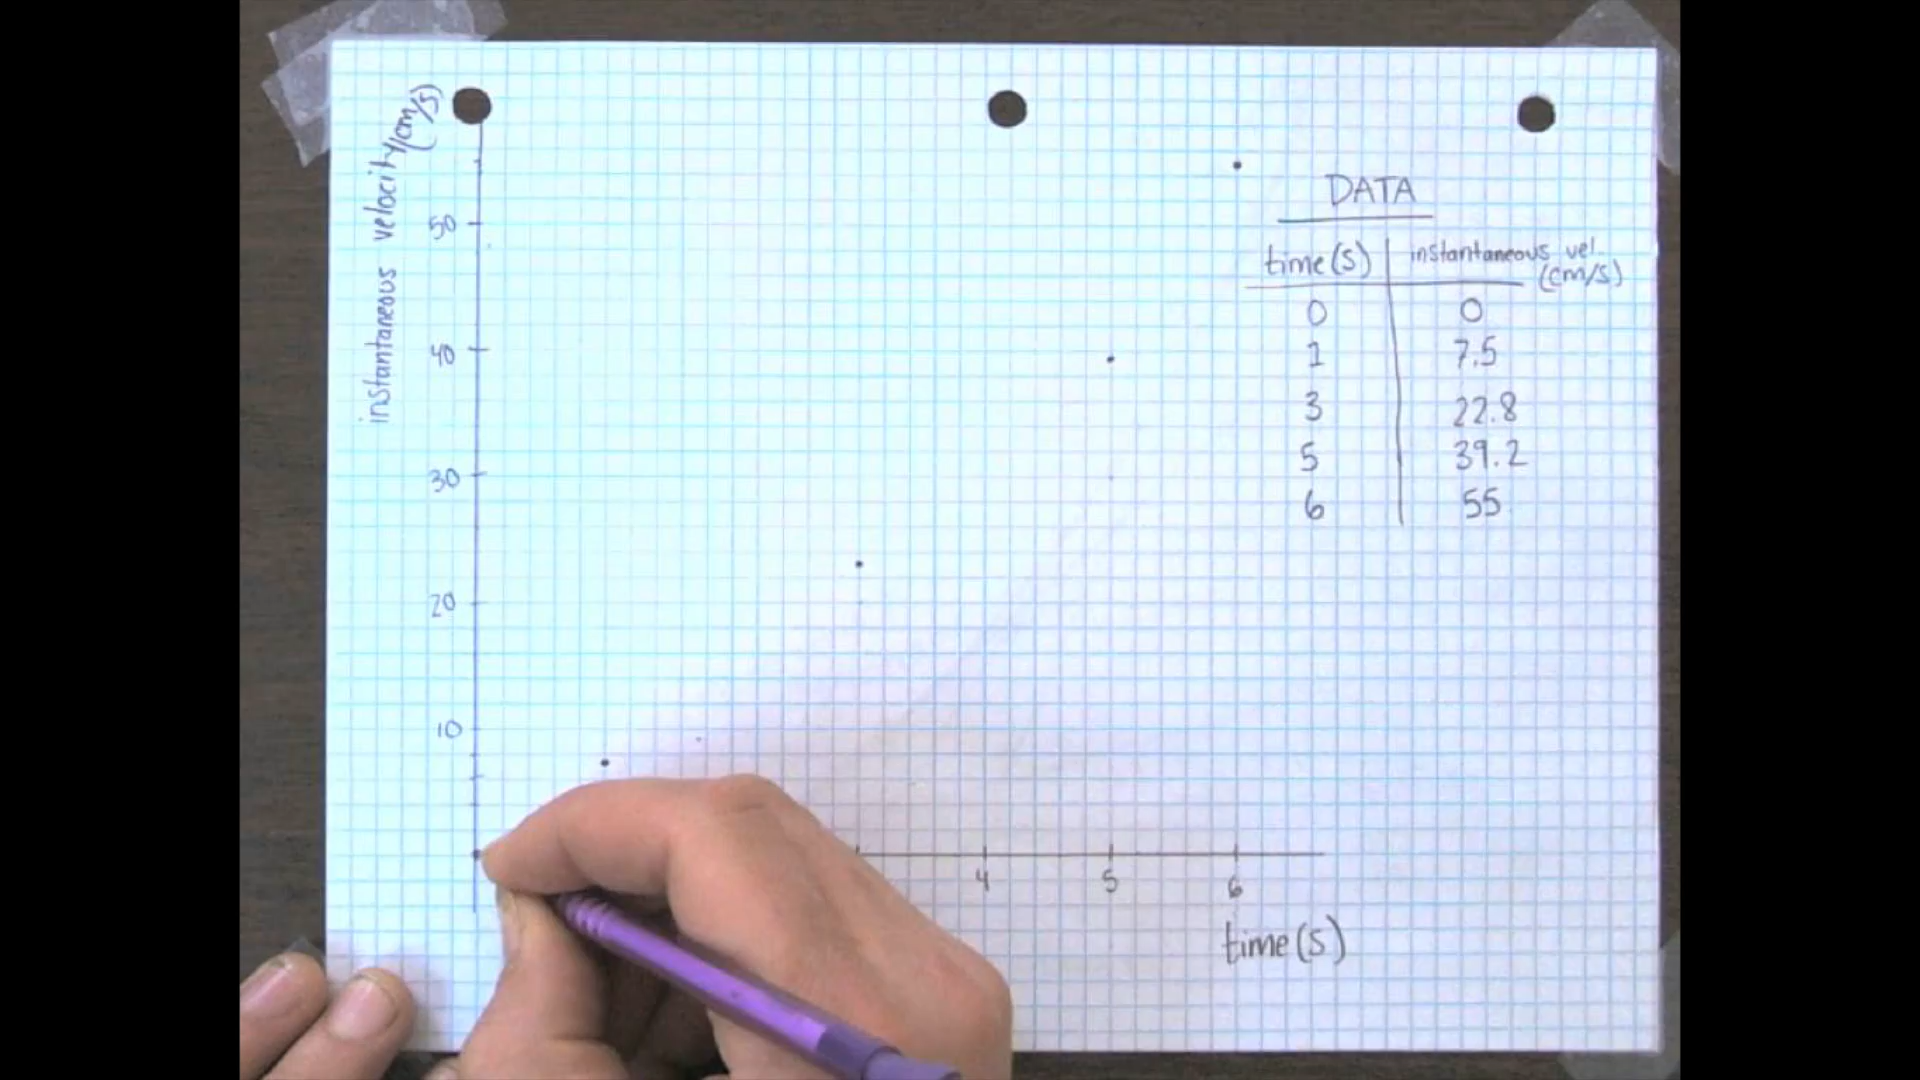 instantaneous velocity (cm/s)
50
40
30
20
10
4 5 6
time (s)
DATA
time (s) instantaneous vel. (cm/s)
0 0
1 7.5
3 22.8
5 39.2
6 55